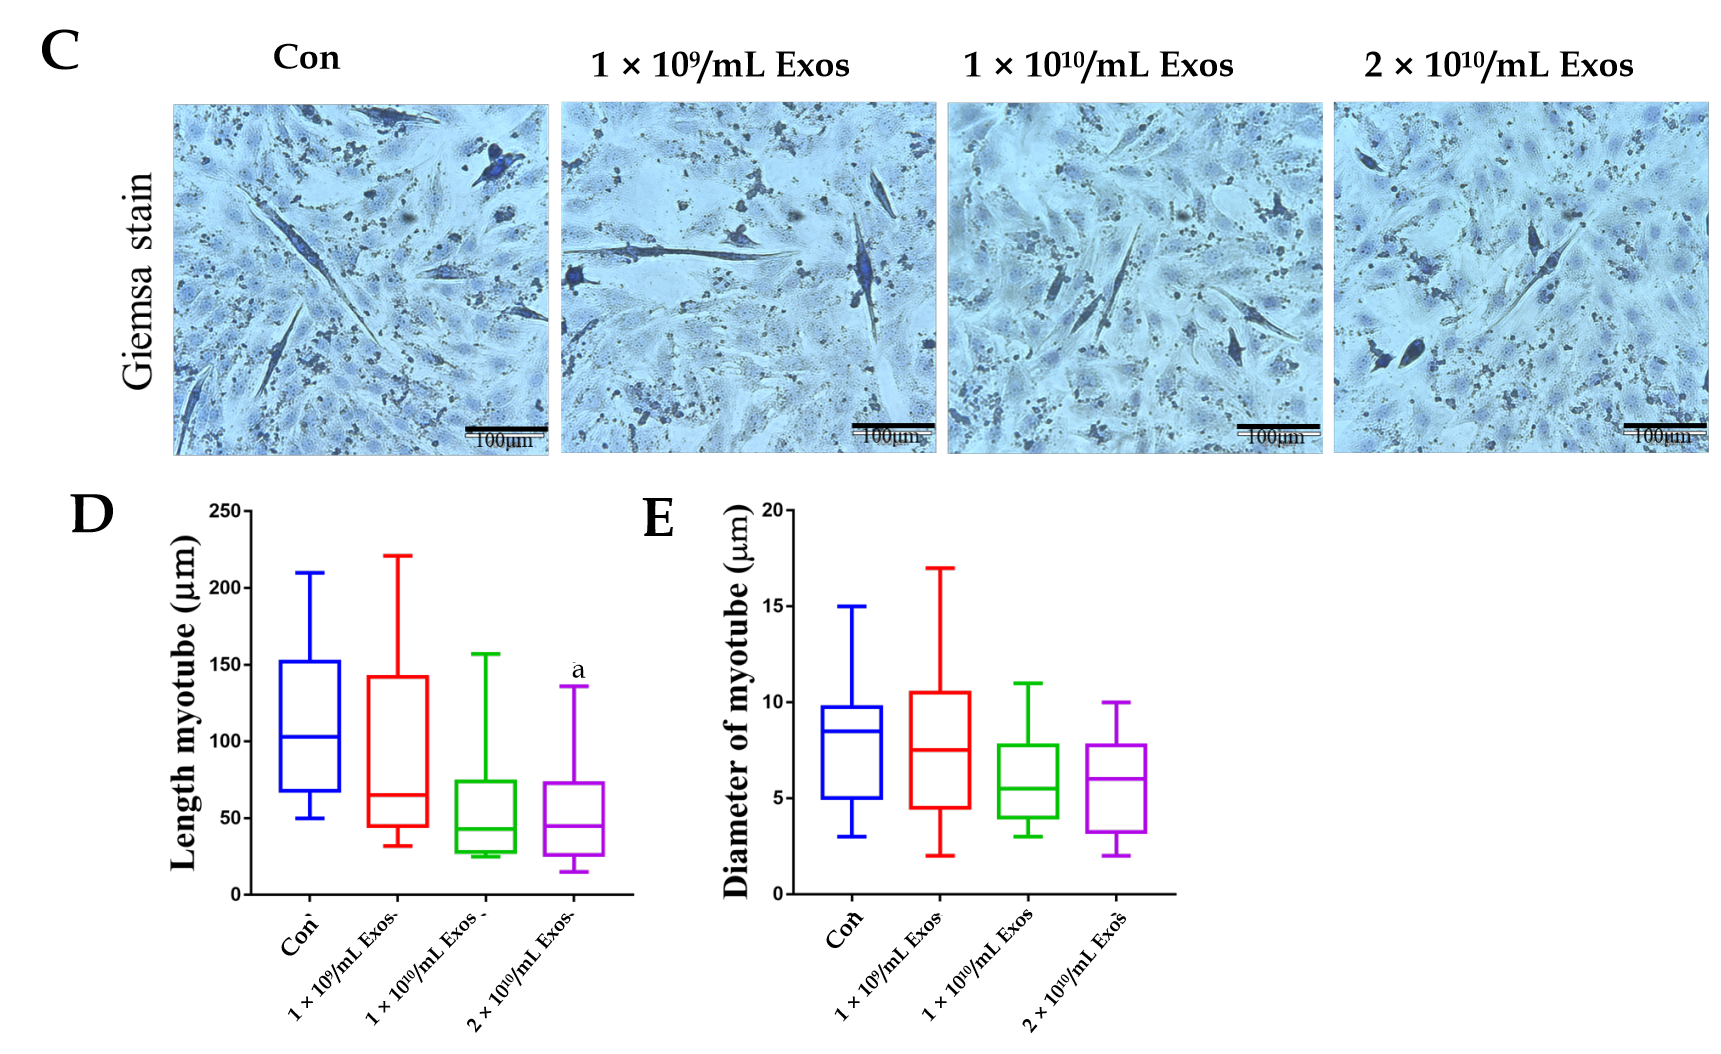 C
Con
1 × 10⁹/mL Exos
1 × 10¹⁰/mL Exos
2 × 10¹⁰/mL Exos
Giemsa stain
100μm
100μm
100μm
100μm
D
Length myotube (μm)
250
200
150
100
50
0
a
Con
1 × 10⁹/mL Exos
1 × 10¹⁰/mL Exos
2 × 10¹⁰/mL Exos
E
Diameter of myotube (μm)
20
15
10
5
0
Con
1 × 10⁹/mL Exos
1 × 10¹⁰/mL Exos
2 × 10¹⁰/mL Exos